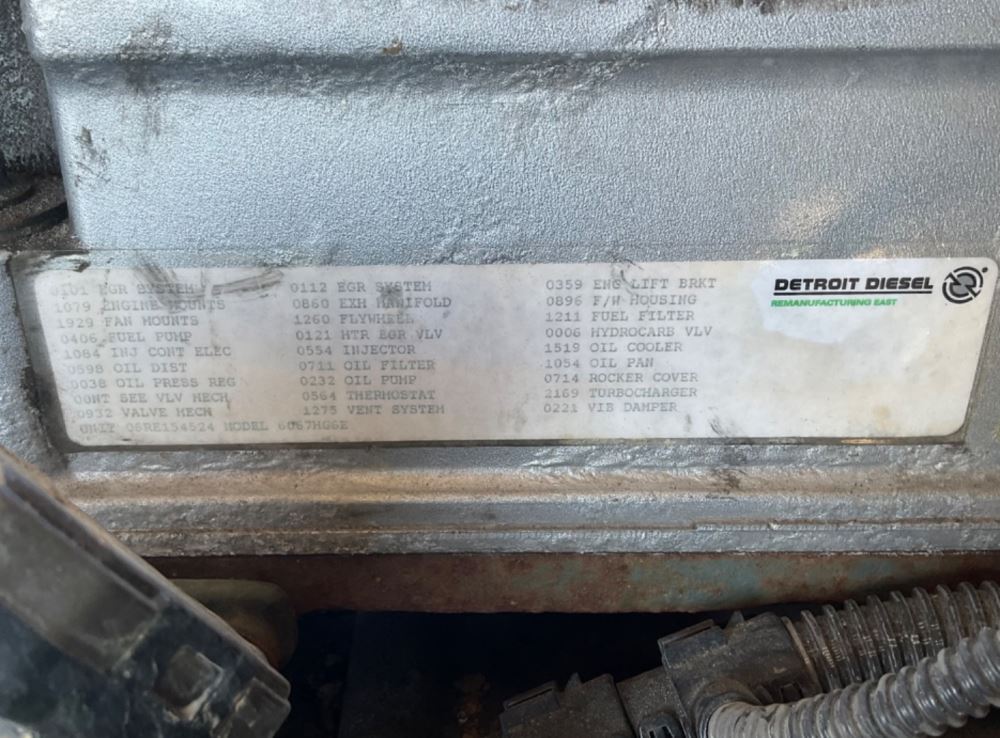 0101 EGR SYSTEM 0112 EGR SYSTEM 0359 ENG LIFT BRKT
1079 ENGINE MOUNTS 0860 EXH MANIFOLD 0896 F/W HOUSING
1929 FAN MOUNTS 1260 FLYWHEEL 1211 FUEL FILTER
0406 FUEL PUMP 0121 HTR EGR VLV 0006 HYDROCARB VLV
1084 INJ CONT ELEC 0554 INJECTOR 1519 OIL COOLER
0598 OIL DIST 0711 OIL FILTER 1054 OIL PAN
0038 OIL PRESS REG 0232 OIL PUMP 0714 ROCKER COVER
00NT SEE VLV MECH 0564 THERMOSTAT 2169 TURBOCHARGER
0932 VALVE MECH 1275 VENT SYSTEM 0221 VIB DAMPER
UNIT 06RE154524 MODEL 6067HG6E
DETROIT DIESEL
REMANUFACTURING EAST